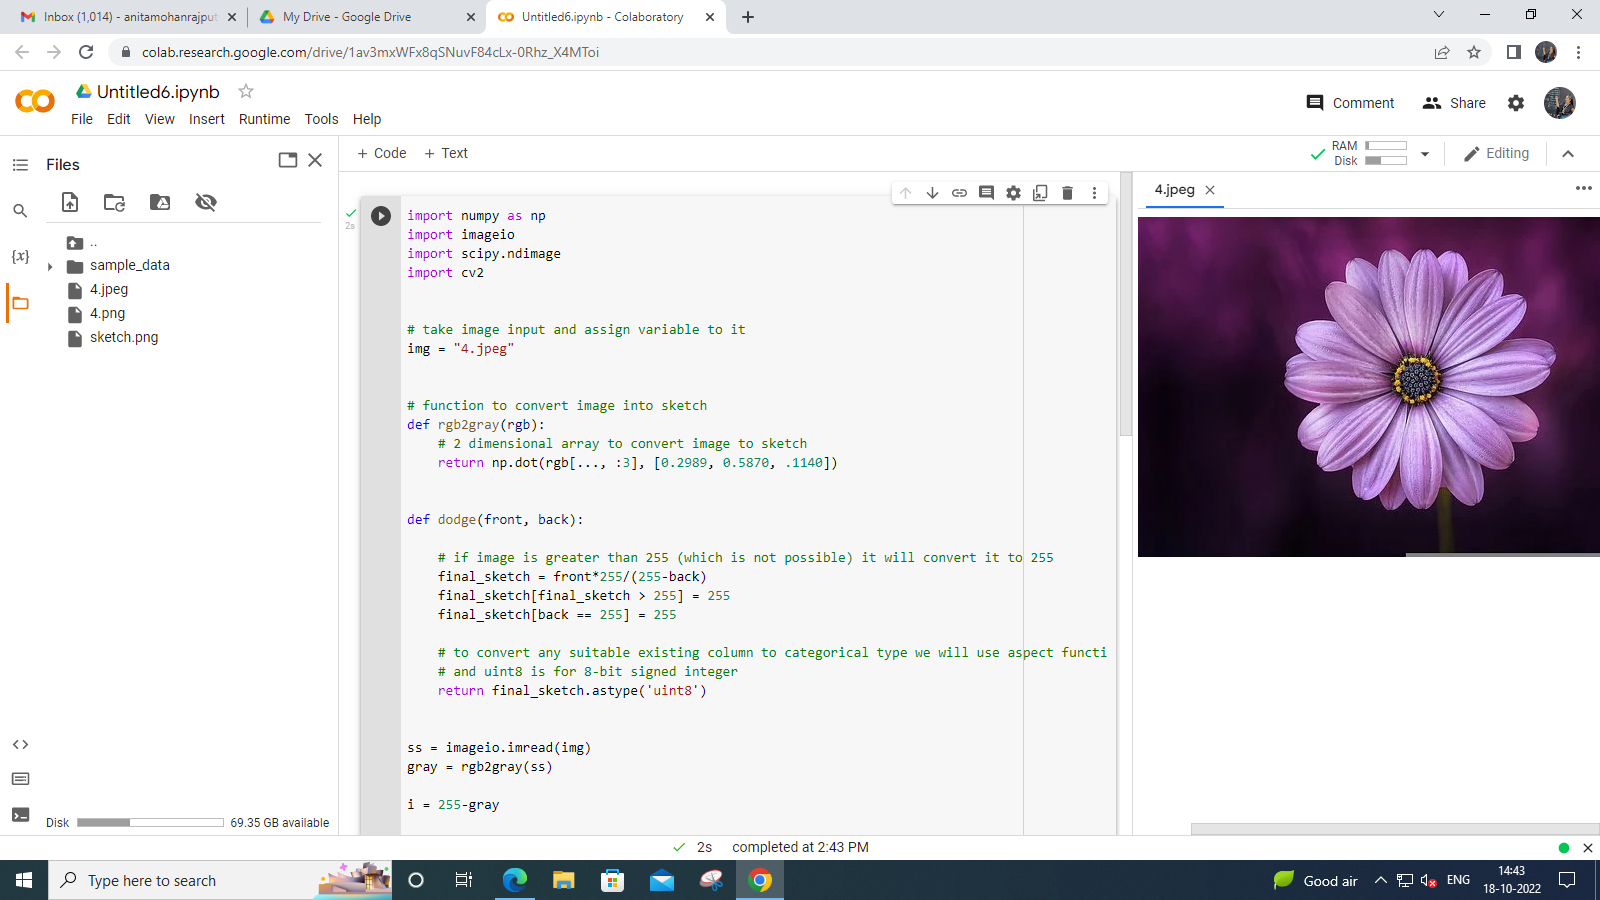 Inbox (1,014) - anitamohanrajput
My Drive - Google Drive
Untitled6.ipynb - Colaboratory
colab.research.google.com/drive/1av3mxWFx8qSNuvF84cLx-0Rhz_X4MToi
Untitled6.ipynb
File Edit View Insert Runtime Tools Help
Comment
Share
Files
+ Code + Text
RAM
Disk
Editing
..
sample_data
4.jpeg
4.png
sketch.png
{x}
Disk
69.35 GB available
2s
import numpy as np
import imageio
import scipy.ndimage
import cv2
# take image input and assign variable to it
img = "4.jpeg"
# function to convert image into sketch
def rgb2gray(rgb):
# 2 dimensional array to convert image to sketch
return np.dot(rgb[..., :3], [0.2989, 0.5870, .1140])
def dodge(front, back):
# if image is greater than 255 (which is not possible) it will convert it to 255
final_sketch = front*255/(255-back)
final_sketch[final_sketch > 255] = 255
final_sketch[back == 255] = 255
# to convert any suitable existing column to categorical type we will use aspect functi
# and uint8 is for 8-bit signed integer
return final_sketch.astype('uint8')
ss = imageio.imread(img)
gray = rgb2gray(ss)
i = 255-gray
4.jpeg
2s completed at 2:43 PM
Type here to search
Good air
ENG
14:43
18-10-2022